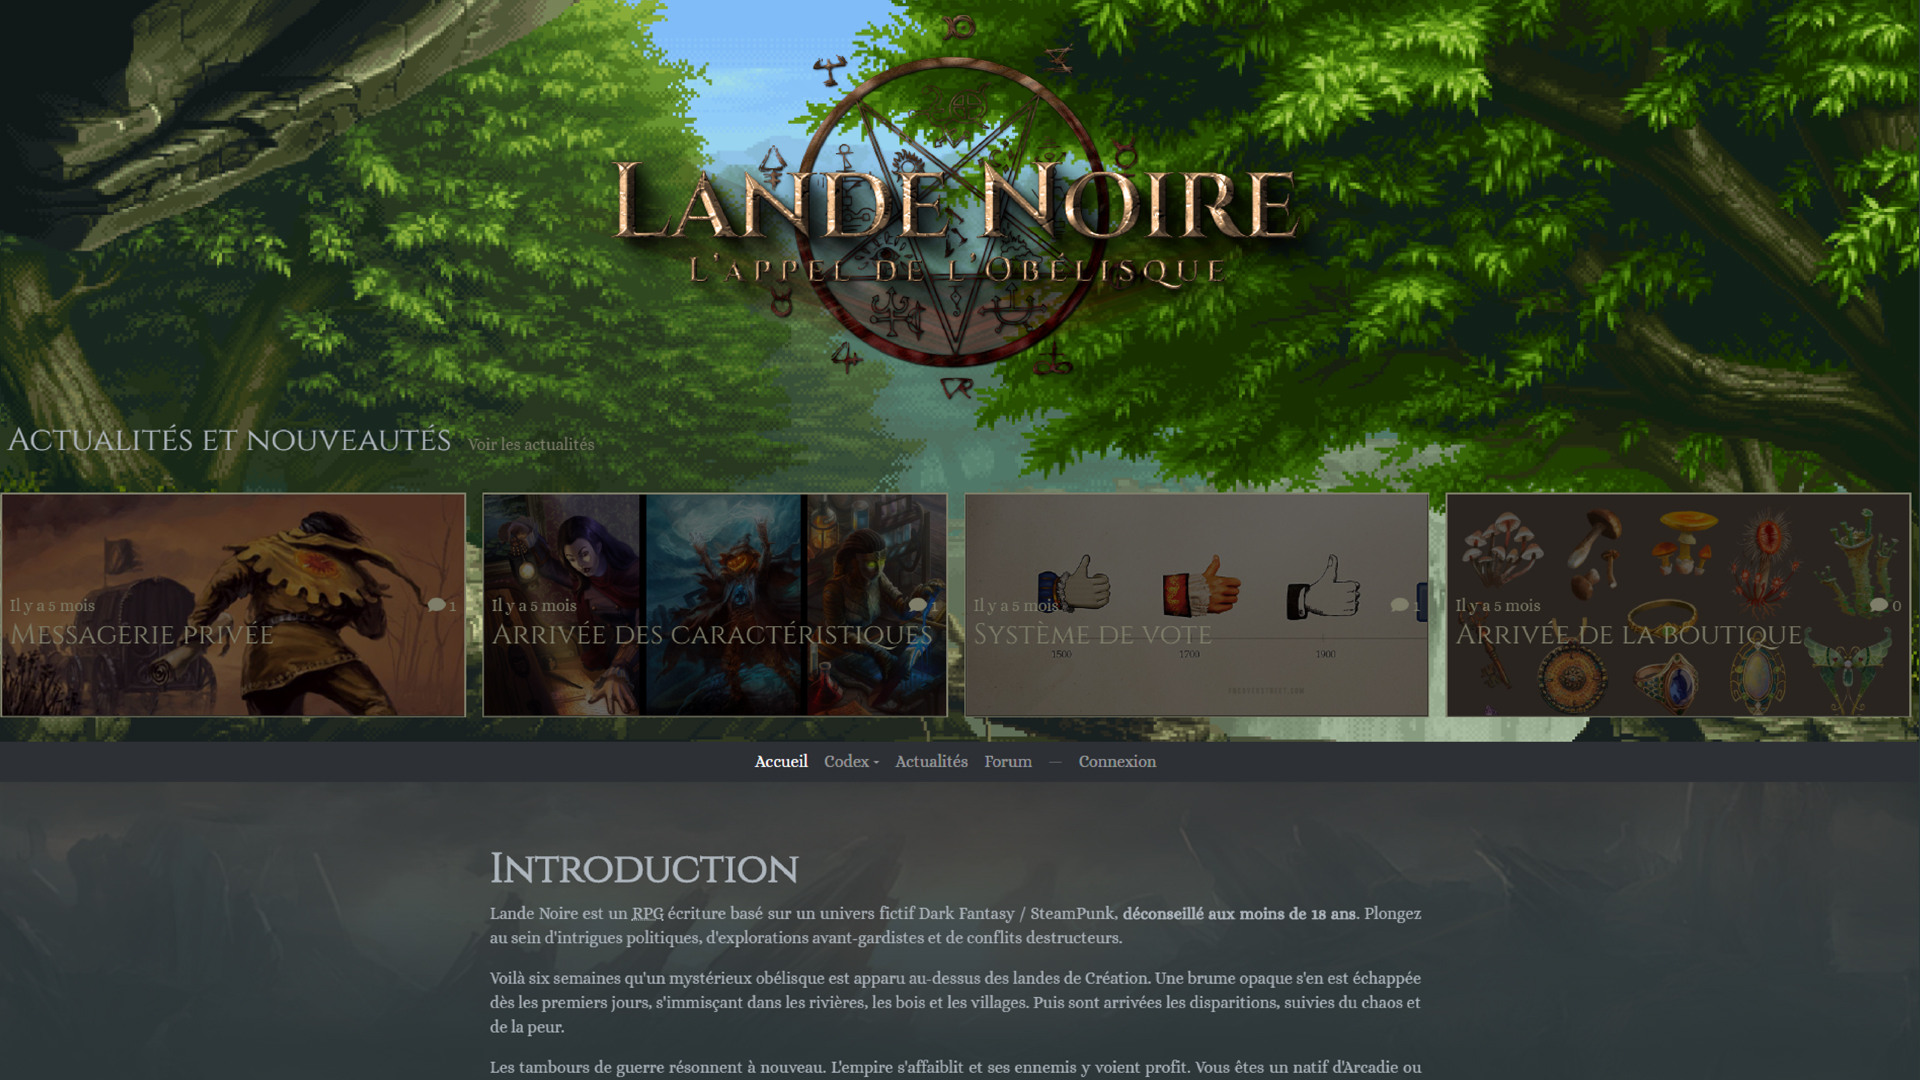 Lande Noire
L'appel de l'Obélisque
Actualités et nouveautés Voir les actualités
Il y a 5 mois 1
Messagerie privée
Il y a 5 mois 1
Arrivée des caractéristiques
Il y a 5 mois 1
Système de vote
1500 1700 1900
Il y a 5 mois 0
Arrivée de la boutique
Accueil Codex Actualités Forum — Connexion
Introduction
Lande Noire est un RPG écriture basé sur un univers fictif Dark Fantasy / SteamPunk, déconseillé aux moins de 18 ans. Plongez
au sein d'intrigues politiques, d'explorations avant-gardistes et de conflits destructeurs.
Voilà six semaines qu'un mystérieux obélisque est apparu au-dessus des landes de Création. Une brume opaque s'en est échappée
dès les premiers jours, s'immisçant dans les rivières, les bois et les villages. Puis sont arrivées les disparitions, suivies du chaos et
de la peur.
Les tambours de guerre résonnent à nouveau. L'empire s'affaiblit et ses ennemis y voient profit. Vous êtes un natif d'Arcadie ou